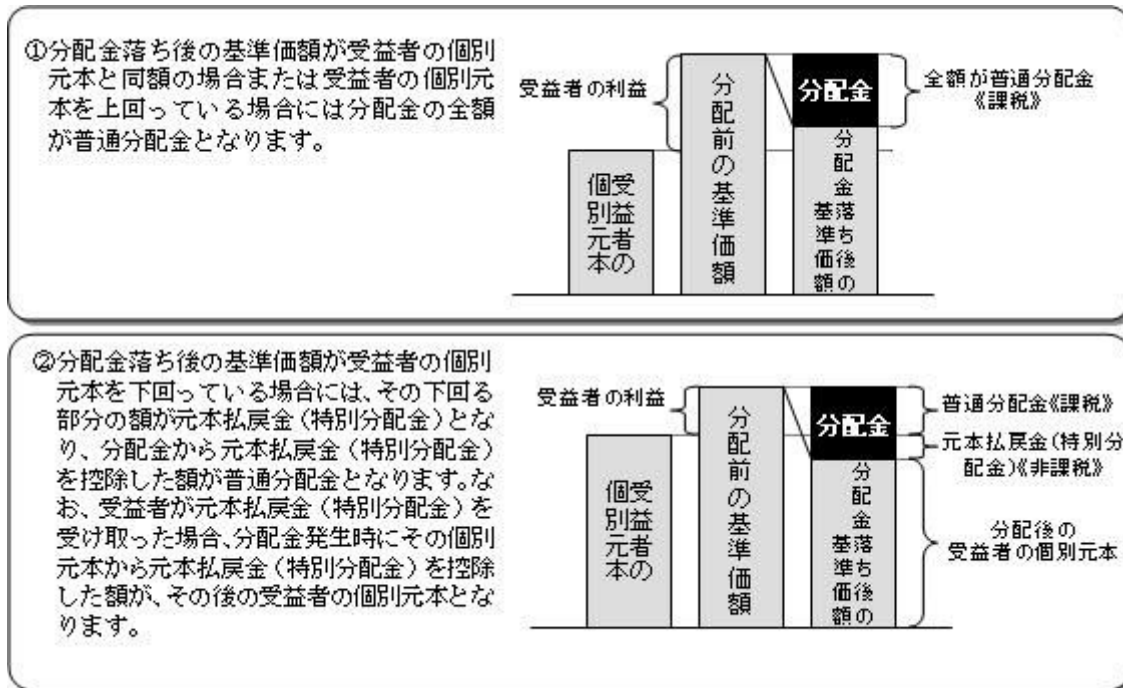 ①分配金落ち後の基準価額が受益者の個別
元本と同額の場合または受益者の個別元
本を上回っている場合には分配金の全額
が普通分配金となります。
受益者の利益
受益者の
個別元本
分配前の基準価額
分配金
分配金落ち後の
基準価額
全額が普通分配金
《課税》
②分配金落ち後の基準価額が受益者の個別
元本を下回っている場合には、その下回る
部分の額が元本払戻金(特別分配金)とな
り、分配金から元本払戻金(特別分配金)
を控除した額が普通分配金となります。な
お、受益者が元本払戻金(特別分配金)を
受け取った場合、分配金発生時にその個別
元本から元本払戻金(特別分配金)を控除
した額が、その後の受益者の個別元本とな
ります。
受益者の利益
受益者の
個別元本
分配前の基準価額
分配金
分配金落ち後の
基準価額
普通分配金《課税》
元本払戻金(特別分
配金)《非課税》
分配後の
受益者の個別元本